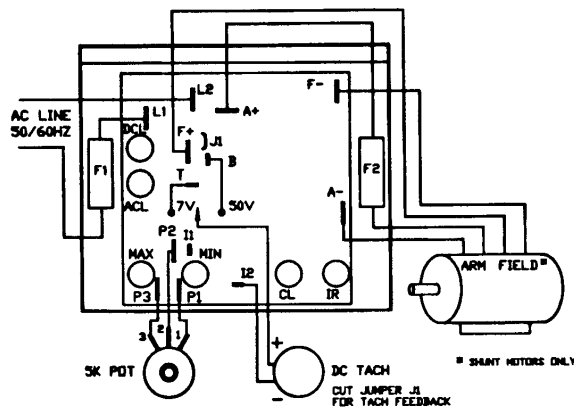 L2
F-
AC LINE
50/60HZ
L1
A+
DCL
F+
J1
B
F1
F2
T
ACL
7V
50V
A-
P2
I1
MAX
MIN
I2
ARM FIELD*
P3
P1
CL
IR
3
2
1
+
-
5K POT
DC TACH
CUT JUMPER J1
FOR TACH FEEDBACK
* SHUNT MOTORS ONLY